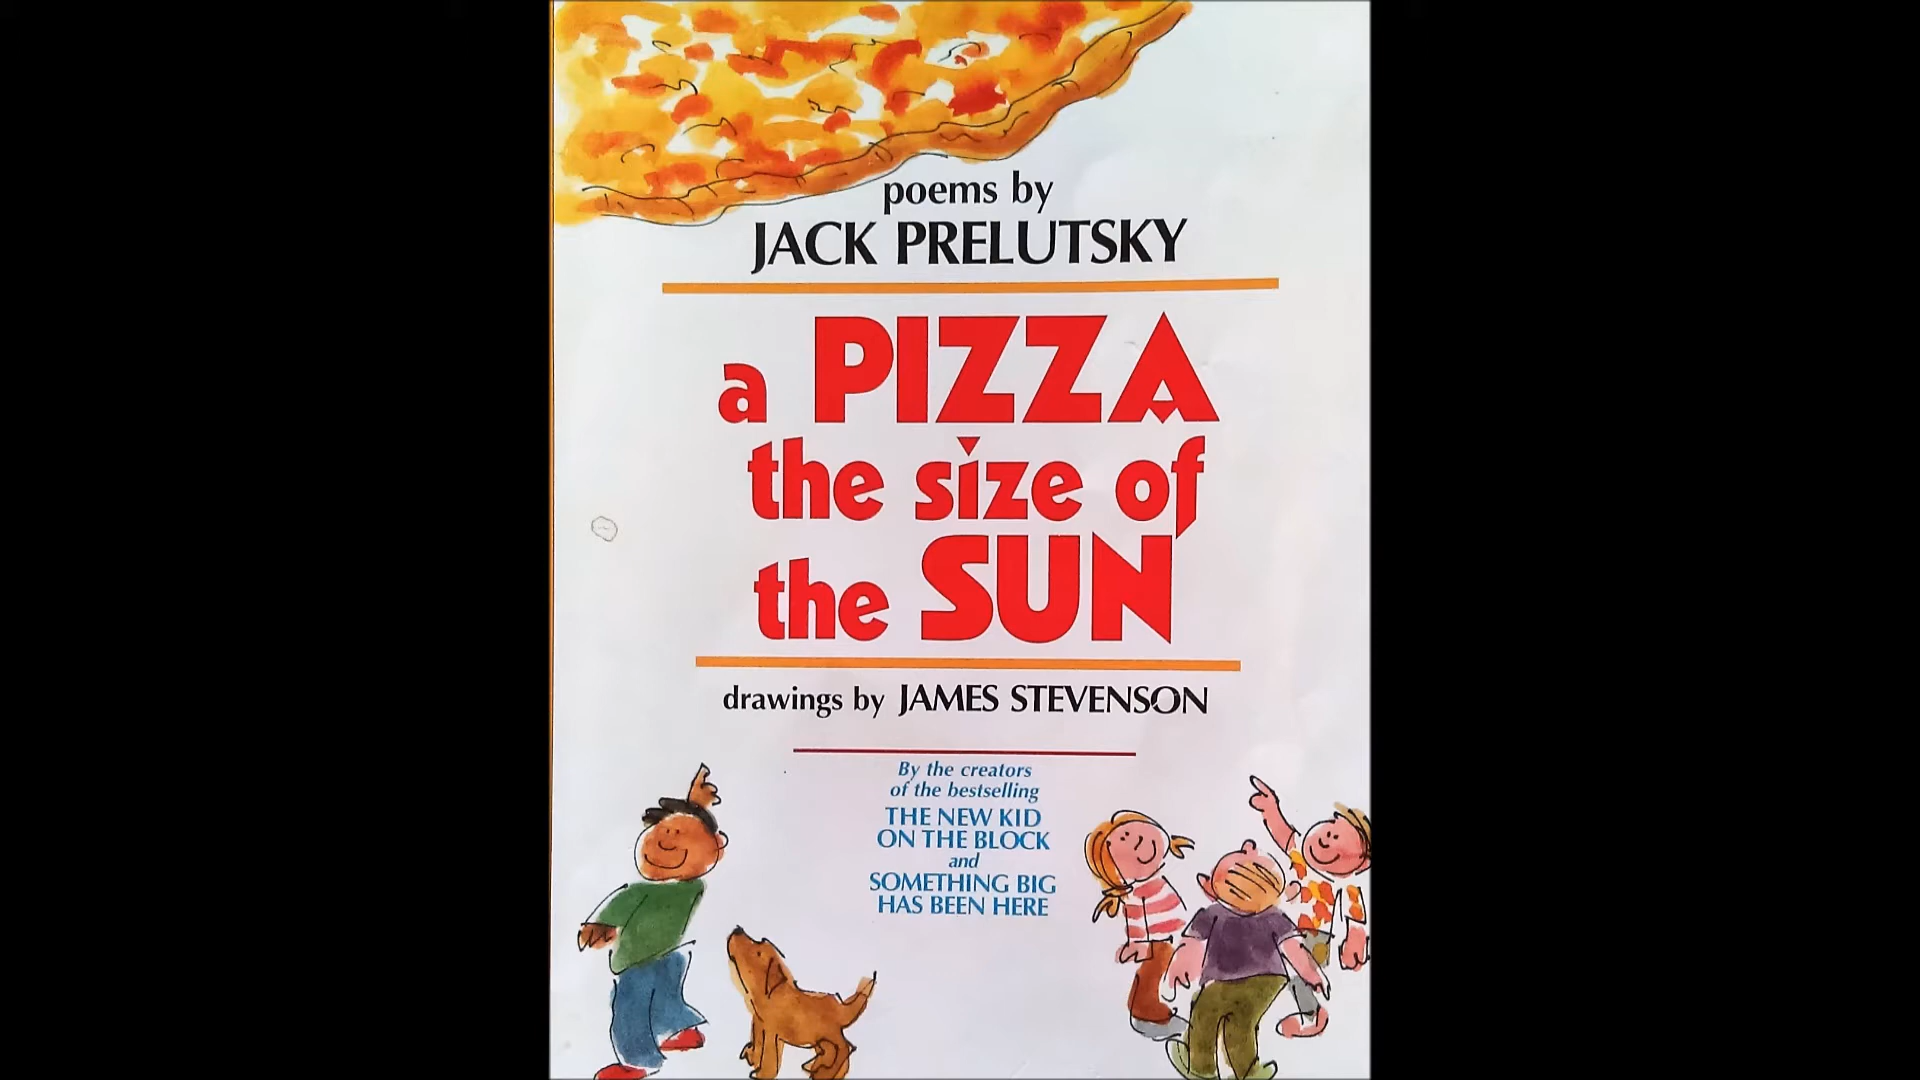 poems by
JACK PRELUTSKY
a PIZZA
the size of
the SUN
drawings by JAMES STEVENSON
By the creators
of the bestselling
THE NEW KID
ON THE BLOCK
and
SOMETHING BIG
HAS BEEN HERE